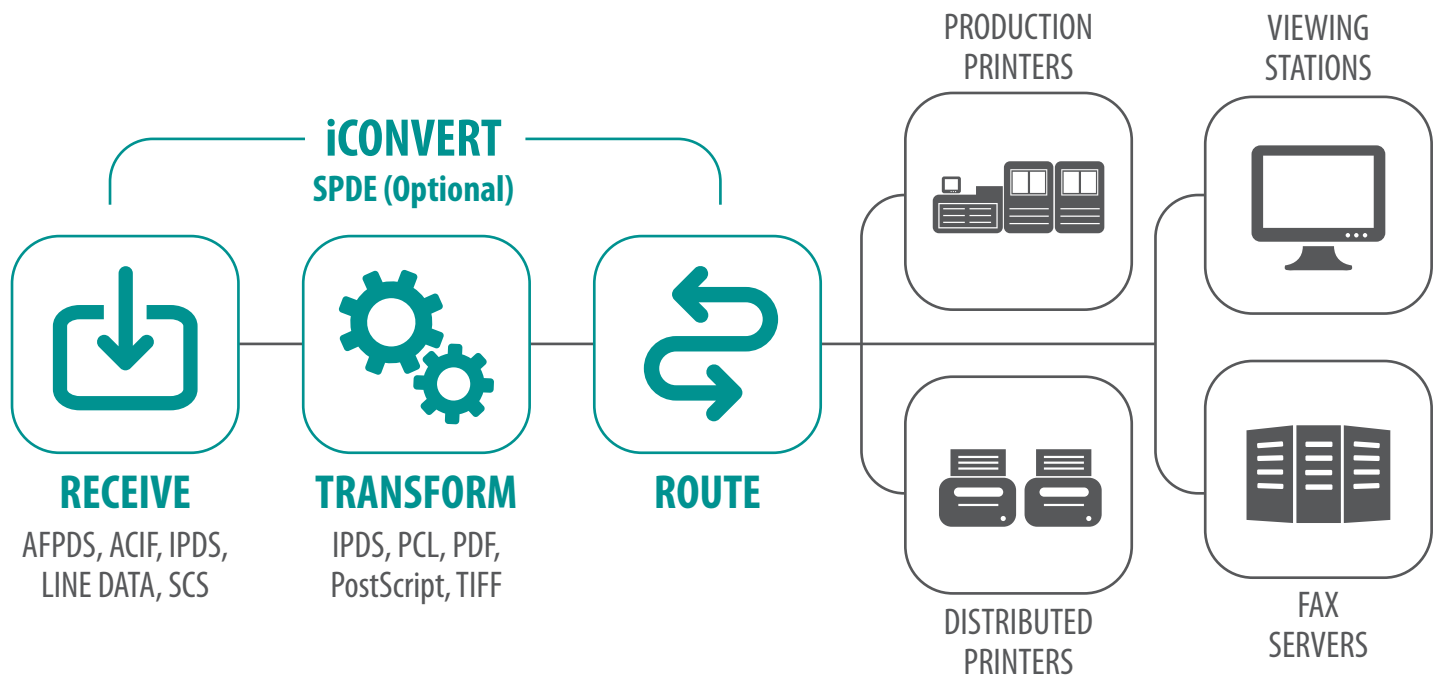 PRODUCTION
PRINTERS
VIEWING
STATIONS
iCONVERT
SPDE (Optional)
RECEIVE
AFPDS, ACIF, IPDS,
LINE DATA, SCS
TRANSFORM
IPDS, PCL, PDF,
PostScript, TIFF
ROUTE
DISTRIBUTED
PRINTERS
FAX
SERVERS